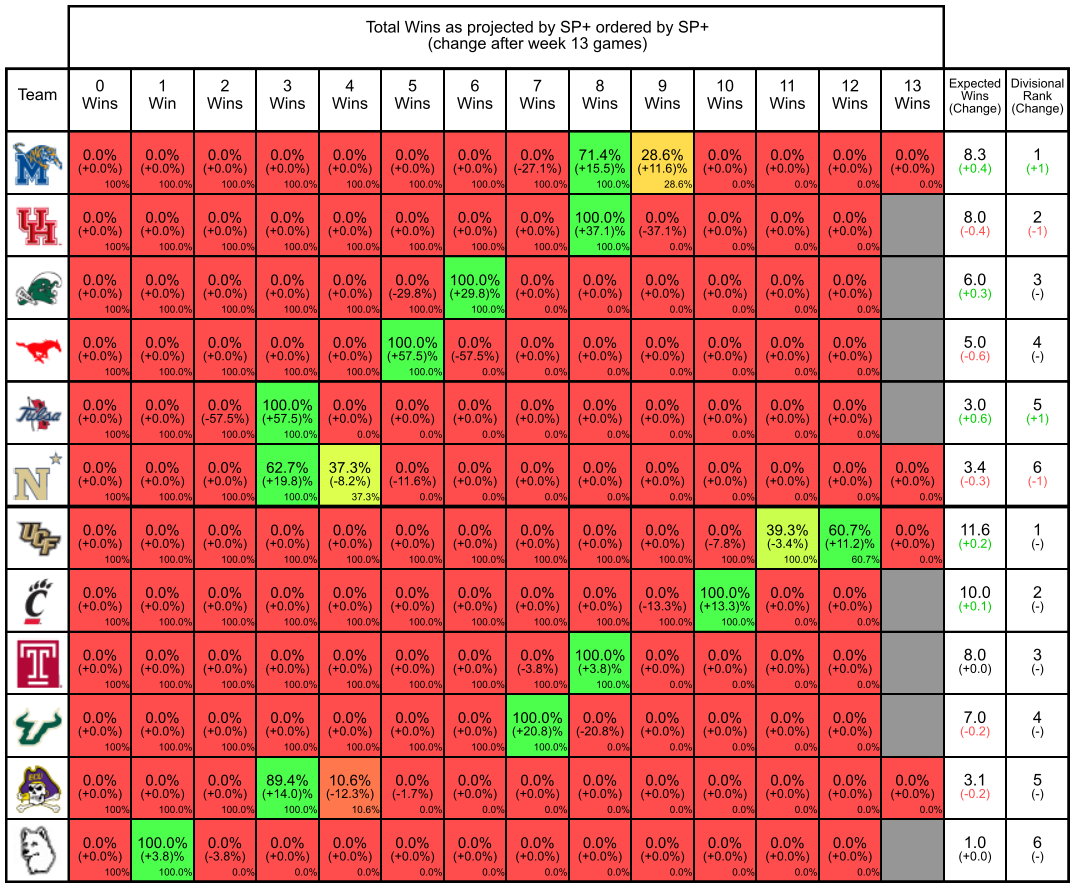 Total Wins as projected by SP+ ordered by SP+
(change after week 13 games)
Team 0 Wins 1 Win 2 Wins 3 Wins 4 Wins 5 Wins 6 Wins 7 Wins 8 Wins 9 Wins 10 Wins 11 Wins 12 Wins 13 Wins Expected Wins (Change) Divisional Rank (Change)
M 0.0% 0.0% 0.0% 0.0% 0.0% 0.0% 0.0% 0.0% 71.4% 28.6% 0.0% 0.0% 0.0% 0.0% 8.3 1
(+0.0%) (+0.0%) (+0.0%) (+0.0%) (+0.0%) (+0.0%) (+0.0%) (-27.1%) (+15.5)% (+11.6)% (+0.0%) (+0.0%) (+0.0%) (+0.0%) (+0.4) (+1)
100% 100.0% 100.0% 100.0% 100.0% 100.0% 100.0% 100.0% 100.0% 28.6% 0.0% 0.0% 0.0% 0.0%
UH 0.0% 0.0% 0.0% 0.0% 0.0% 0.0% 0.0% 0.0% 100.0% 0.0% 0.0% 0.0% 0.0% 8.0 2
(+0.0%) (+0.0%) (+0.0%) (+0.0%) (+0.0%) (+0.0%) (+0.0%) (+0.0%) (+37.1)% (-37.1%) (+0.0%) (+0.0%) (+0.0%) (-0.4) (-1)
100% 100.0% 100.0% 100.0% 100.0% 100.0% 100.0% 100.0% 100.0% 0.0% 0.0% 0.0% 0.0%
0.0% 0.0% 0.0% 0.0% 0.0% 0.0% 100.0% 0.0% 0.0% 0.0% 0.0% 0.0% 0.0% 6.0 3
(+0.0%) (+0.0%) (+0.0%) (+0.0%) (+0.0%) (-29.8%) (+29.8)% (+0.0%) (+0.0%) (+0.0%) (+0.0%) (+0.0%) (+0.0%) (+0.3) (-)
100% 100.0% 100.0% 100.0% 100.0% 100.0% 100.0% 0.0% 0.0% 0.0% 0.0% 0.0% 0.0%
0.0% 0.0% 0.0% 0.0% 0.0% 100.0% 0.0% 0.0% 0.0% 0.0% 0.0% 0.0% 0.0% 5.0 4
(+0.0%) (+0.0%) (+0.0%) (+0.0%) (+0.0%) (+57.5)% (-57.5%) (+0.0%) (+0.0%) (+0.0%) (+0.0%) (+0.0%) (+0.0%) (-0.6) (-)
100% 100.0% 100.0% 100.0% 100.0% 100.0% 0.0% 0.0% 0.0% 0.0% 0.0% 0.0% 0.0%
Tulsa 0.0% 0.0% 0.0% 100.0% 0.0% 0.0% 0.0% 0.0% 0.0% 0.0% 0.0% 0.0% 0.0% 3.0 5
(+0.0%) (+0.0%) (-57.5%) (+57.5)% (+0.0%) (+0.0%) (+0.0%) (+0.0%) (+0.0%) (+0.0%) (+0.0%) (+0.0%) (+0.0%) (+0.6) (+1)
100% 100.0% 100.0% 100.0% 0.0% 0.0% 0.0% 0.0% 0.0% 0.0% 0.0% 0.0% 0.0%
N 0.0% 0.0% 0.0% 62.7% 37.3% 0.0% 0.0% 0.0% 0.0% 0.0% 0.0% 0.0% 0.0% 0.0% 3.4 6
(+0.0%) (+0.0%) (+0.0%) (+19.8)% (-8.2)% (-11.6%) (+0.0%) (+0.0%) (+0.0%) (+0.0%) (+0.0%) (+0.0%) (+0.0%) (+0.0%) (-0.3) (-1)
100% 100.0% 100.0% 100.0% 37.3% 0.0% 0.0% 0.0% 0.0% 0.0% 0.0% 0.0% 0.0% 0.0%
UCF 0.0% 0.0% 0.0% 0.0% 0.0% 0.0% 0.0% 0.0% 0.0% 0.0% 0.0% 39.3% 60.7% 0.0% 11.6 1
(+0.0%) (+0.0%) (+0.0%) (+0.0%) (+0.0%) (+0.0%) (+0.0%) (+0.0%) (+0.0%) (+0.0%) (-7.8%) (-3.4)% (+11.2)% (+0.0%) (+0.2) (-)
100% 100.0% 100.0% 100.0% 100.0% 100.0% 100.0% 100.0% 100.0% 100.0% 100.0% 100.0% 60.7% 0.0%
C 0.0% 0.0% 0.0% 0.0% 0.0% 0.0% 0.0% 0.0% 0.0% 0.0% 100.0% 0.0% 0.0% 10.0 2
(+0.0%) (+0.0%) (+0.0%) (+0.0%) (+0.0%) (+0.0%) (+0.0%) (+0.0%) (+0.0%) (-13.3%) (+13.3)% (+0.0%) (+0.0%) (+0.1) (-)
100% 100.0% 100.0% 100.0% 100.0% 100.0% 100.0% 100.0% 100.0% 100.0% 100.0% 0.0% 0.0%
T 0.0% 0.0% 0.0% 0.0% 0.0% 0.0% 0.0% 0.0% 100.0% 0.0% 0.0% 0.0% 0.0% 8.0 3
(+0.0%) (+0.0%) (+0.0%) (+0.0%) (+0.0%) (+0.0%) (+0.0%) (-3.8%) (+3.8)% (+0.0%) (+0.0%) (+0.0%) (+0.0%) (+0.0) (-)
100% 100.0% 100.0% 100.0% 100.0% 100.0% 100.0% 100.0% 100.0% 0.0% 0.0% 0.0% 0.0%
0.0% 0.0% 0.0% 0.0% 0.0% 0.0% 0.0% 100.0% 0.0% 0.0% 0.0% 0.0% 0.0% 7.0 4
(+0.0%) (+0.0%) (+0.0%) (+0.0%) (+0.0%) (+0.0%) (+0.0%) (+20.8)% (-20.8%) (+0.0%) (+0.0%) (+0.0%) (+0.0%) (-0.2) (-)
100% 100.0% 100.0% 100.0% 100.0% 100.0% 100.0% 100.0% 0.0% 0.0% 0.0% 0.0% 0.0%
ECU 0.0% 0.0% 0.0% 89.4% 10.6% 0.0% 0.0% 0.0% 0.0% 0.0% 0.0% 0.0% 0.0% 0.0% 3.1 5
(+0.0%) (+0.0%) (+0.0%) (+14.0)% (-12.3%) (-1.7%) (+0.0%) (+0.0%) (+0.0%) (+0.0%) (+0.0%) (+0.0%) (+0.0%) (+0.0%) (-0.2) (-)
100% 100.0% 100.0% 100.0% 10.6% 0.0% 0.0% 0.0% 0.0% 0.0% 0.0% 0.0% 0.0% 0.0%
0.0% 100.0% 0.0% 0.0% 0.0% 0.0% 0.0% 0.0% 0.0% 0.0% 0.0% 0.0% 0.0% 1.0 6
(+0.0%) (+3.8)% (-3.8%) (+0.0%) (+0.0%) (+0.0%) (+0.0%) (+0.0%) (+0.0%) (+0.0%) (+0.0%) (+0.0%) (+0.0%) (+0.0) (-)
100% 100.0% 0.0% 0.0% 0.0% 0.0% 0.0% 0.0% 0.0% 0.0% 0.0% 0.0% 0.0%